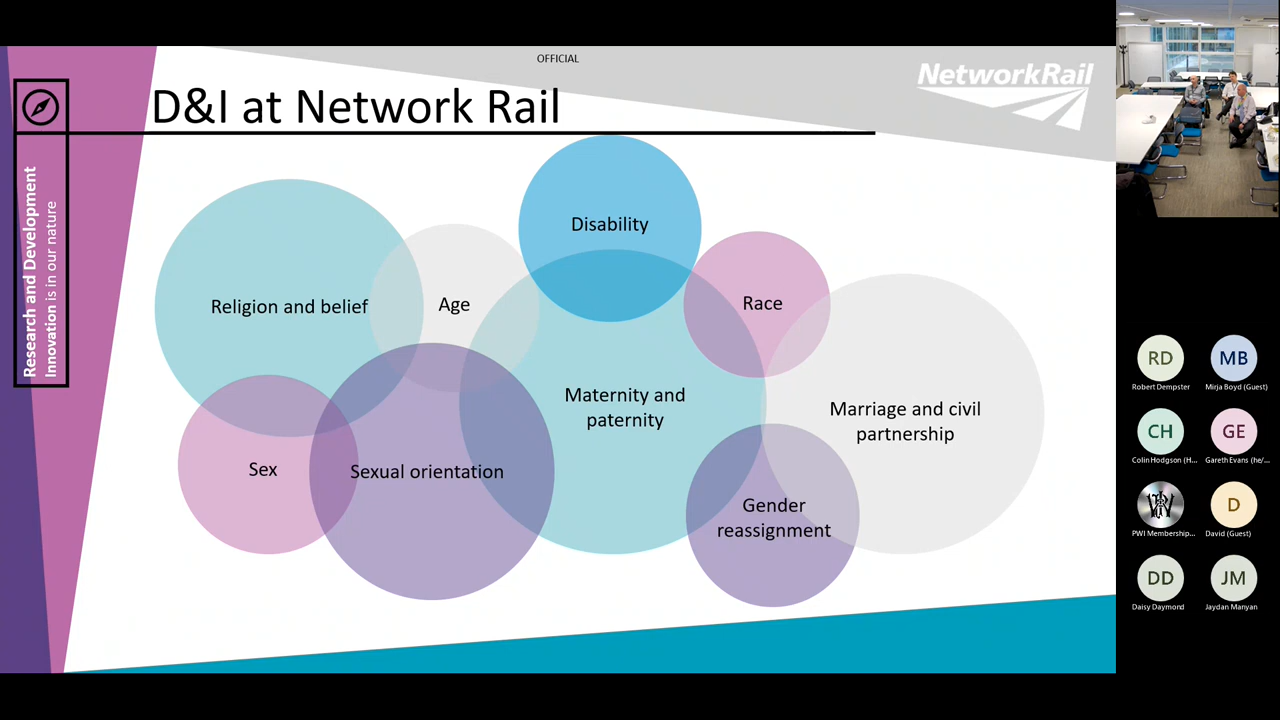 OFFICIAL
NetworkRail
D&I at Network Rail
Research and Development
Innovation is in our nature
Disability
Religion and belief
Age
Race
Maternity and
paternity
Marriage and civil
partnership
Sex
Sexual orientation
Gender
reassignment
RD
Robert Dempster
MB
Mirja Boyd (Guest)
CH
Colin Hodgson (H...
GE
Gareth Evans (he/...
PWI Membership...
D
David (Guest)
DD
Daisy Daymond
JM
Jaydan Manyan